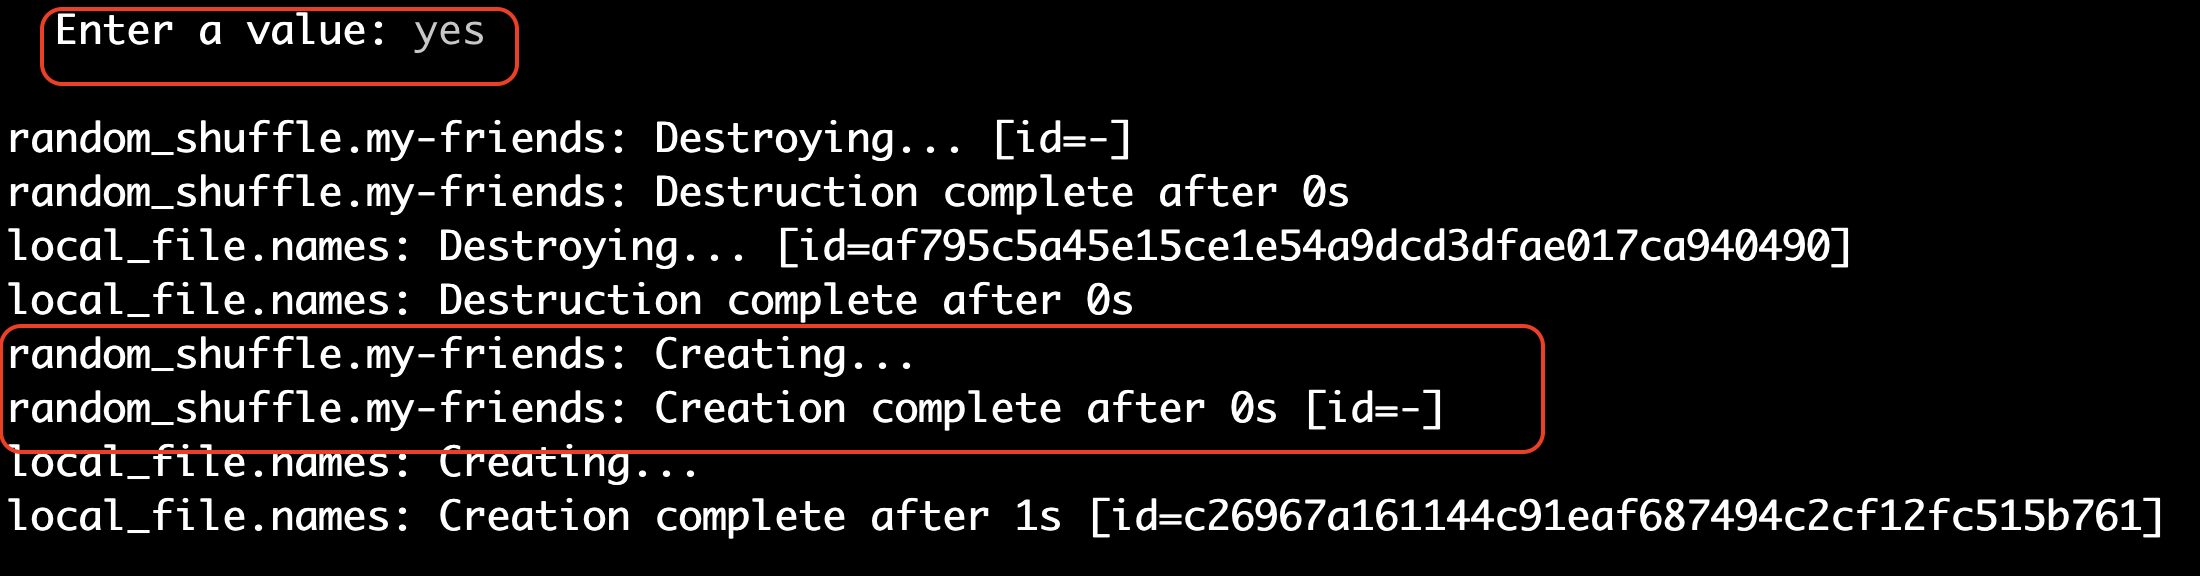 Enter a value: yes
random_shuffle.my-friends: Destroying... [id=-]
random_shuffle.my-friends: Destruction complete after 0s
local_file.names: Destroying... [id=af795c5a45e15ce1e54a9dcd3dfae017ca940490]
local_file.names: Destruction complete after 0s
random_shuffle.my-friends: Creating...
random_shuffle.my-friends: Creation complete after 0s [id=-]
local_file.names: Creating...
local_file.names: Creation complete after 1s [id=c26967a161144c91eaf687494c2cf12fc515b761]